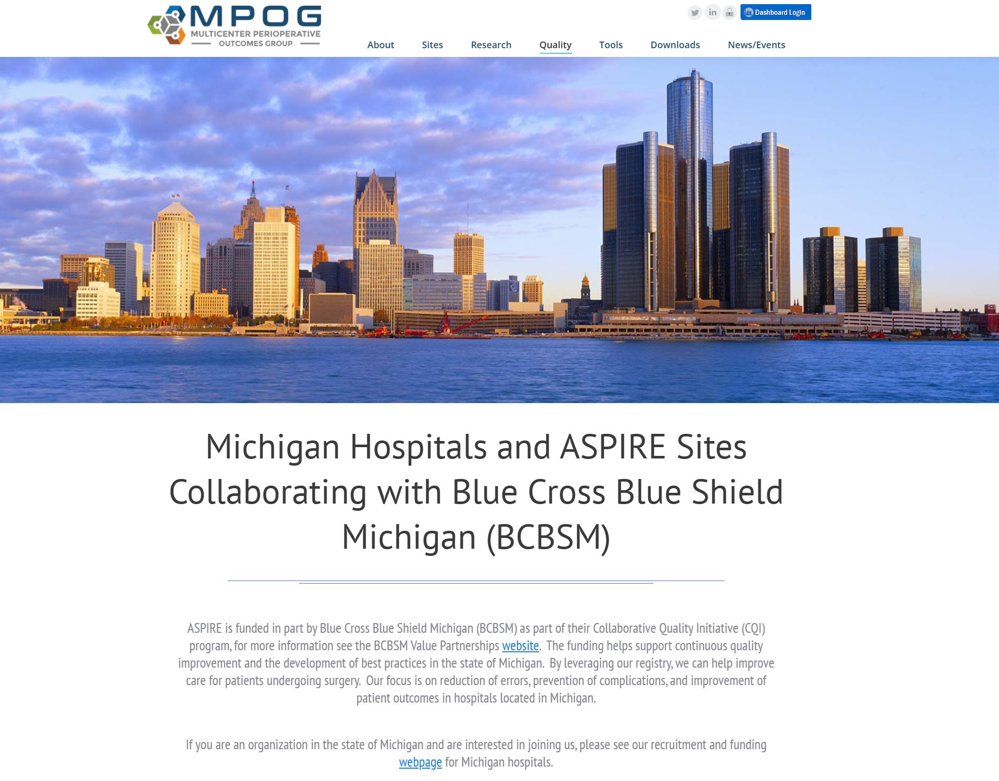 MPOG
MULTICENTER PERIOPERATIVE
OUTCOMES GROUP
in
Dashboard Login
About Sites Research Quality Tools Downloads News/Events
Michigan Hospitals and ASPIRE Sites
Collaborating with Blue Cross Blue Shield
Michigan (BCBSM)
ASPIRE is funded in part by Blue Cross Blue Shield Michigan (BCBSM) as part of their Collaborative Quality Initiative (CQI)
program, for more information see the BCBSM Value Partnerships website. The funding helps support continuous quality
improvement and the development of best practices in the state of Michigan. By leveraging our registry, we can help improve
care for patients undergoing surgery. Our focus is on reduction of errors, prevention of complications, and improvement of
patient outcomes in hospitals located in Michigan.
If you are an organization in the state of Michigan and are interested in joining us, please see our recruitment and funding
webpage for Michigan hospitals.